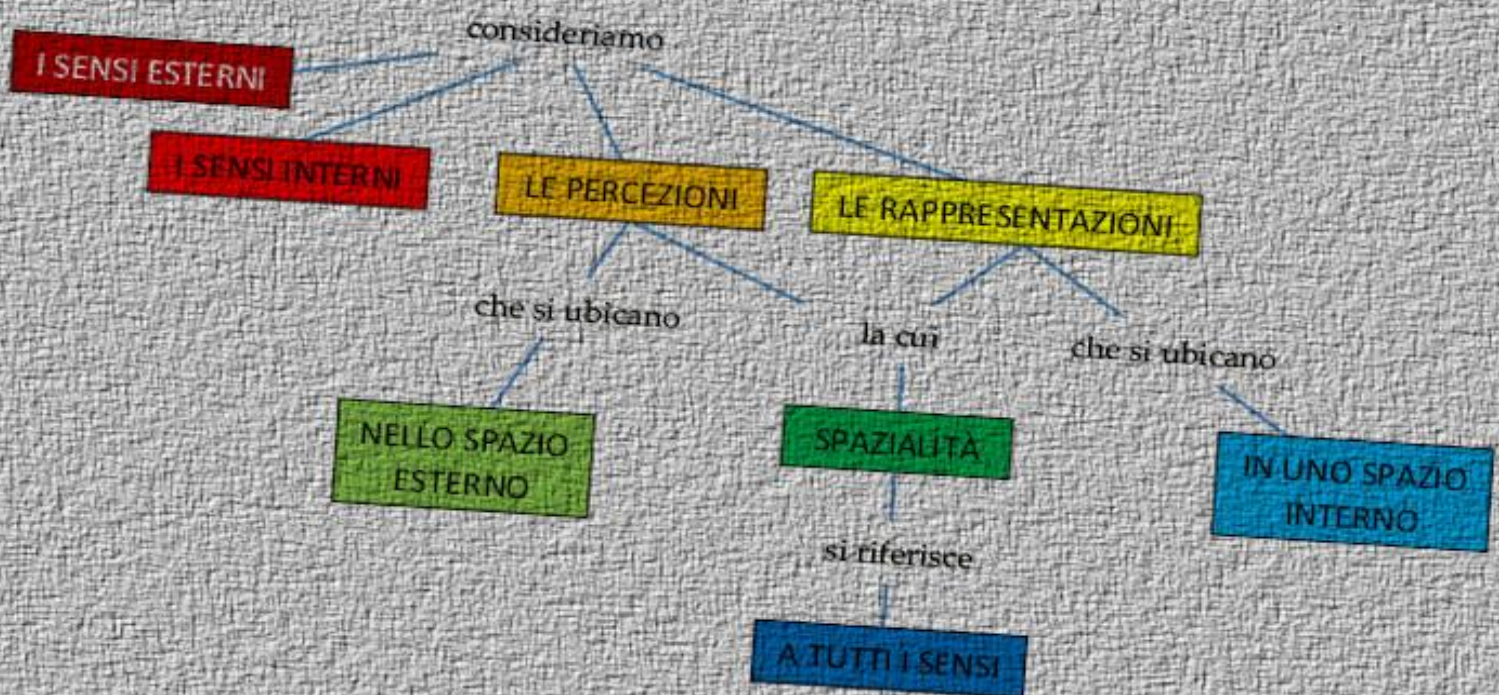 consideriamo
I SENSI ESTERNI
I SENSI INTERNI
LE PERCEZIONI
LE RAPPRESENTAZIONI
che si ubicano
la cui
che si ubicano
NELLO SPAZIO
ESTERNO
SPAZIALITÀ
IN UNO SPAZIO
INTERNO
si riferisce
A TUTTI I SENSI